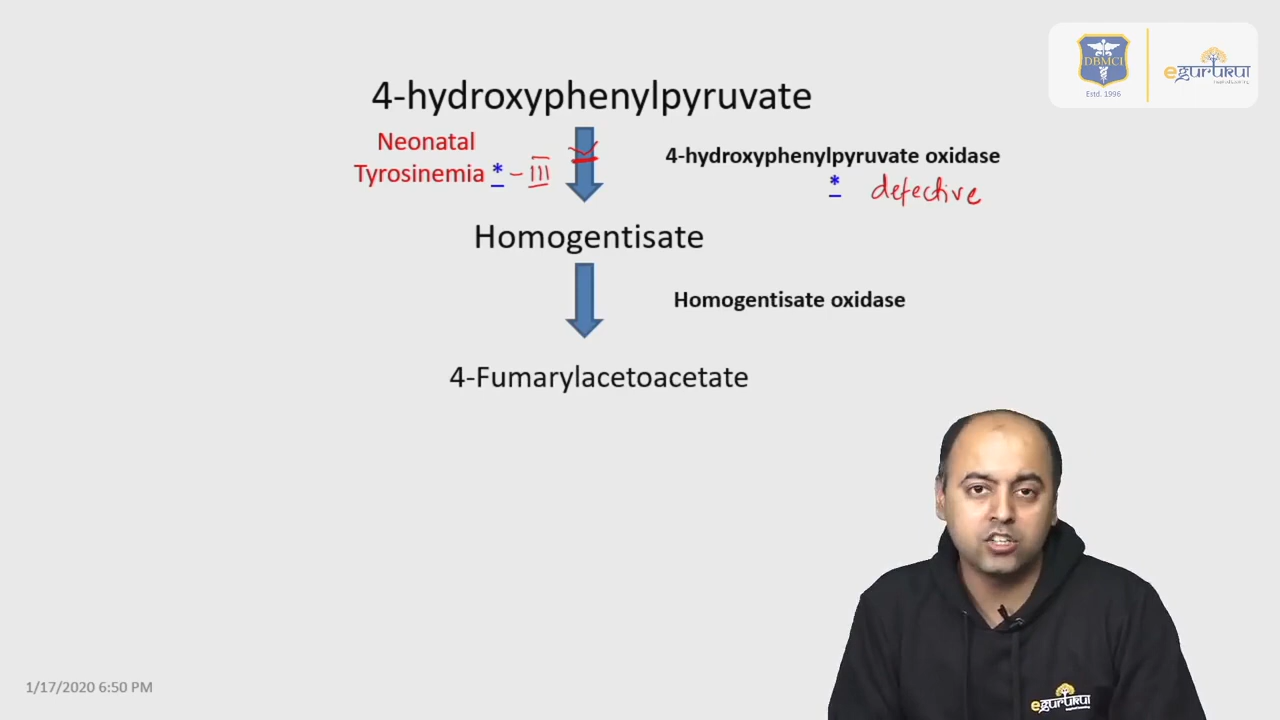 DBMCI
Estd. 1996
egurukul
4-hydroxyphenylpyruvate
Neonatal
Tyrosinemia * – III
4-hydroxyphenylpyruvate oxidase
* defective
Homogentisate
Homogentisate oxidase
4-Fumarylacetoacetate
egurukul
1/17/2020 6:50 PM